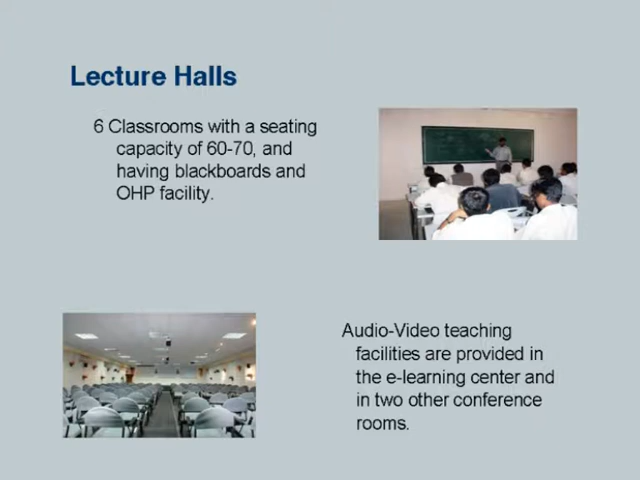 Lecture Halls
6 Classrooms with a seating
capacity of 60-70, and
having blackboards and
OHP facility.
Audio-Video teaching
facilities are provided in
the e-learning center and
in two other conference
rooms.